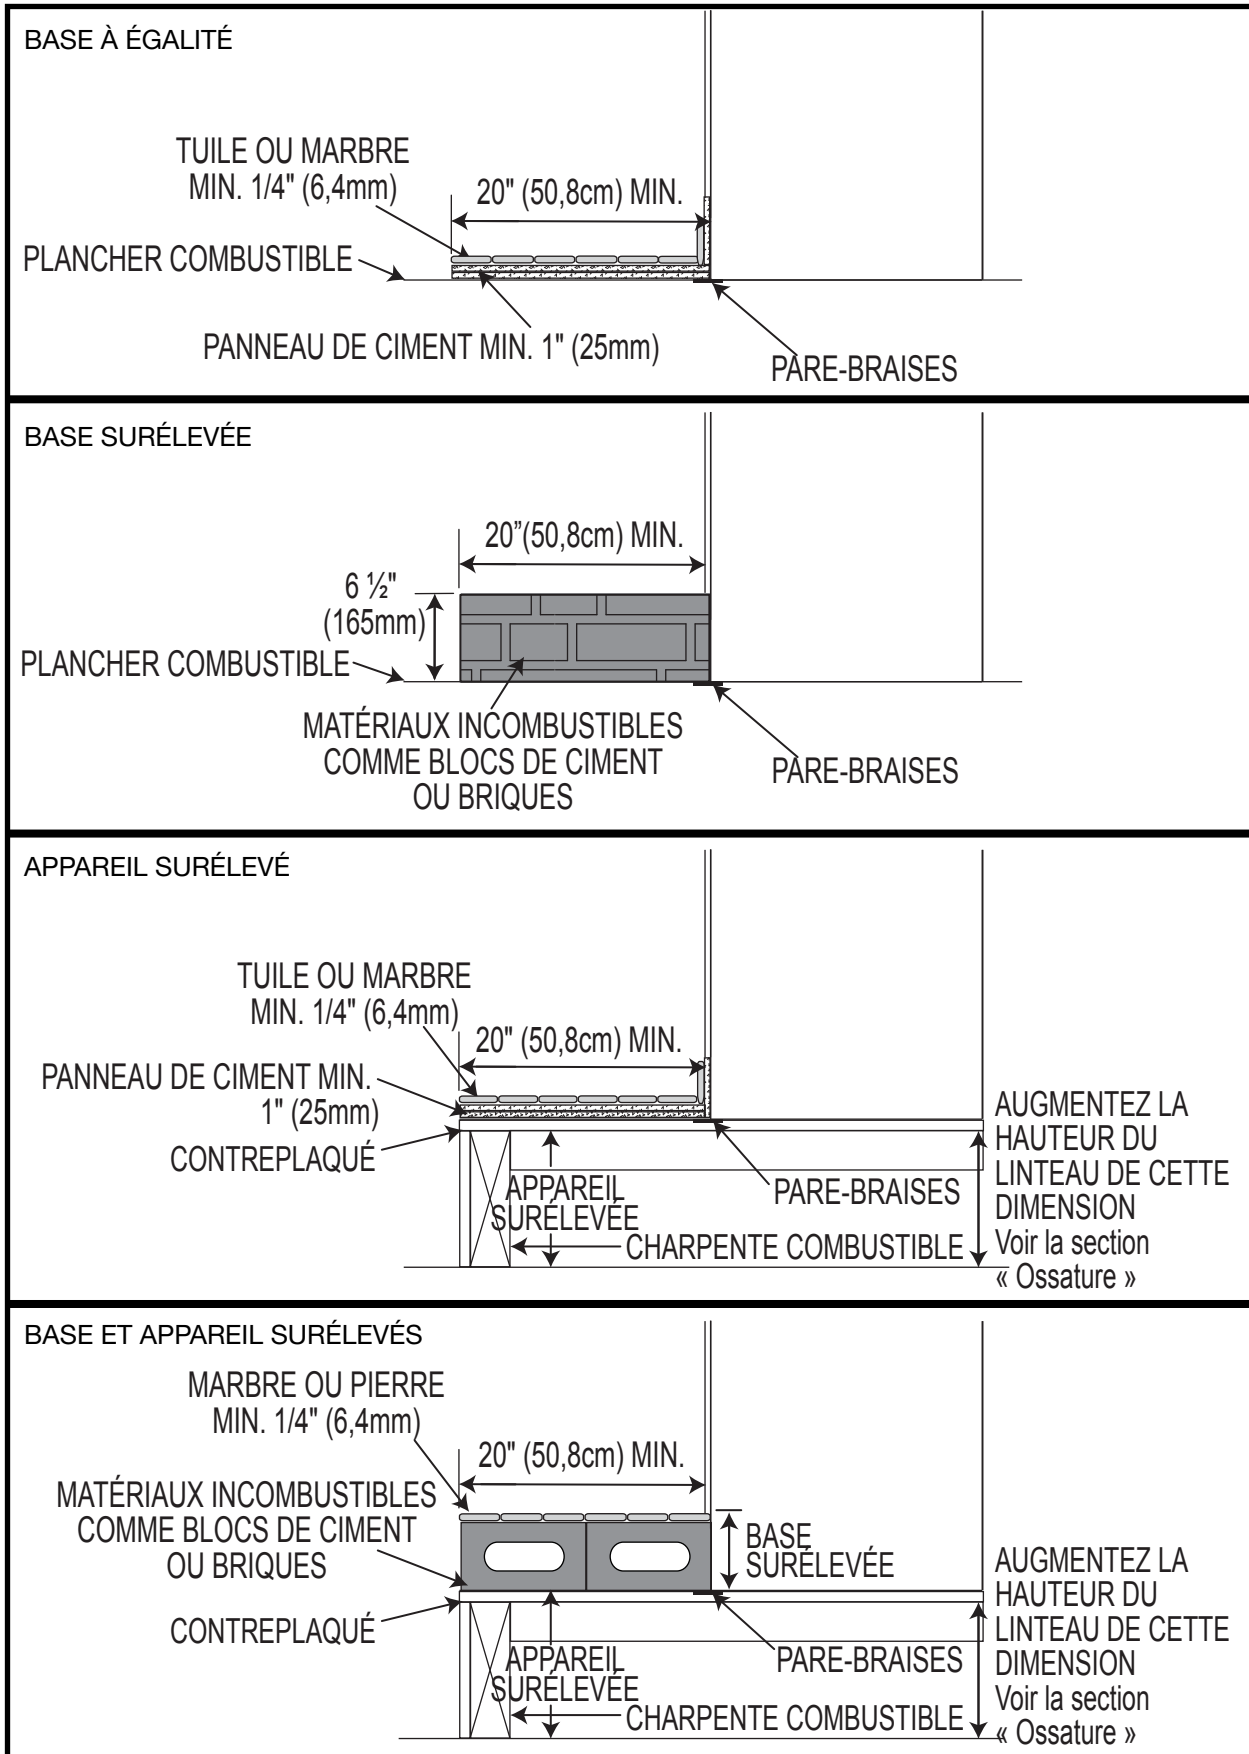 BASE À ÉGALITÉ
TUILE OU MARBRE
MIN. 1/4" (6,4mm)
20" (50,8cm) MIN.
PLANCHER COMBUSTIBLE
PANNEAU DE CIMENT MIN. 1" (25mm)
PARE-BRAISES
BASE SURÉLEVÉE
20”(50,8cm) MIN.
6 ½"
(165mm)
PLANCHER COMBUSTIBLE
MATÉRIAUX INCOMBUSTIBLES
COMME BLOCS DE CIMENT
OU BRIQUES
PARE-BRAISES
APPAREIL SURÉLEVÉ
TUILE OU MARBRE
MIN. 1/4" (6,4mm)
20" (50,8cm) MIN.
PANNEAU DE CIMENT MIN.
1" (25mm)
CONTREPLAQUÉ
APPAREIL
SURÉLEVÉE
PARE-BRAISES
CHARPENTE COMBUSTIBLE
AUGMENTEZ LA
HAUTEUR DU
LINTEAU DE CETTE
DIMENSION
Voir la section
« Ossature »
BASE ET APPAREIL SURÉLEVÉS
MARBRE OU PIERRE
MIN. 1/4" (6,4mm)
20" (50,8cm) MIN.
MATÉRIAUX INCOMBUSTIBLES
COMME BLOCS DE CIMENT
OU BRIQUES
BASE
SURÉLEVÉE
CONTREPLAQUÉ
APPAREIL
SURÉLEVÉE
PARE-BRAISES
CHARPENTE COMBUSTIBLE
AUGMENTEZ LA
HAUTEUR DU
LINTEAU DE CETTE
DIMENSION
Voir la section
« Ossature »